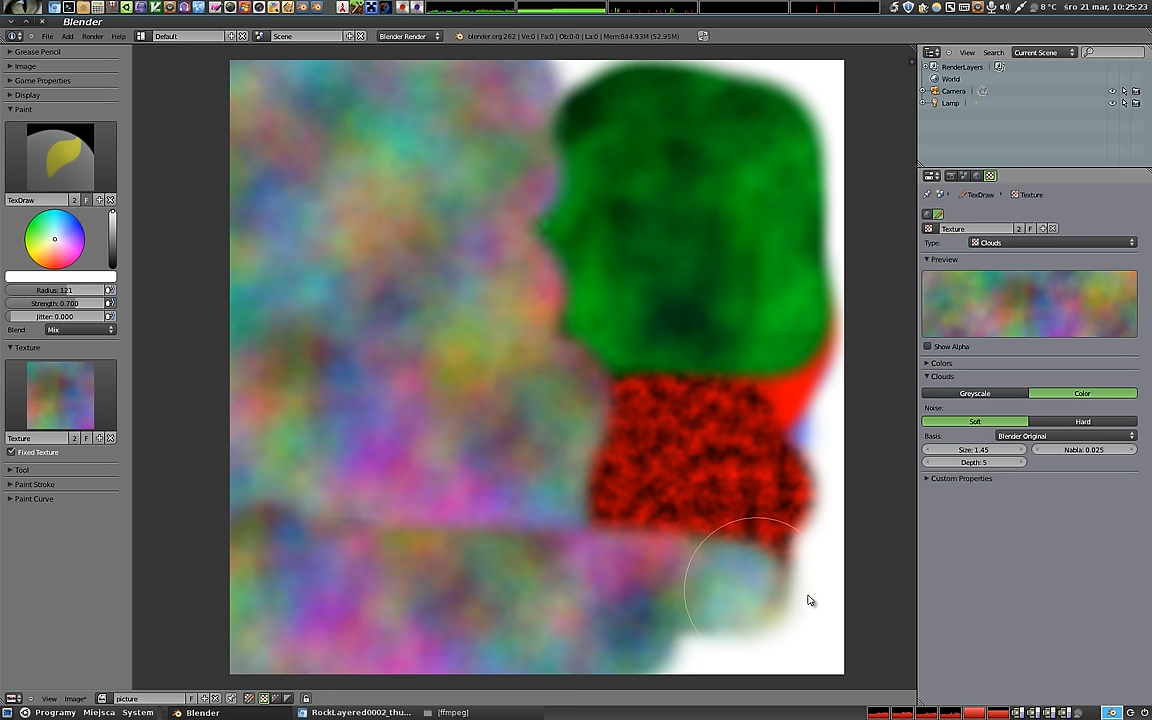 8 °C śro 21 mar, 10:25:23
Blender
File Add Render Help Default Scene Blender Render blender.org 262 | Ve:0 | Fa:0 | Ob:0-0 | La:0 | Mem:844.93M (52.95M)
Grease Pencil
Image
Game Properties
Display
Paint
TexDraw 2 F
Radius: 121
Strength: 0.700
Jitter: 0.000
Blend: Mix
Texture
Texture 2 F
Fixed Texture
Tool
Paint Stroke
Paint Curve
View Search Current Scene
RenderLayers
World
Camera
Lamp
TexDraw Texture
Texture 2 F
Type: Clouds
Preview
Show Alpha
Colors
Clouds
Greyscale Color
Noise:
Soft Hard
Basis: Blender Original
Size: 1.45 Nabla: 0.025
Depth: 5
Custom Properties
View Image* picture F
Programy Miejsca System Blender RockLayered0002_thu... [ffmpeg]